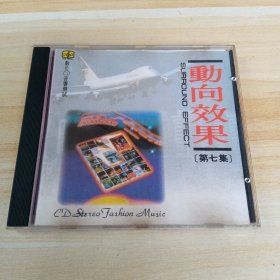 動向效果
SURROUND EFFECT
〔第七集〕
CD Stereo Fashion Music